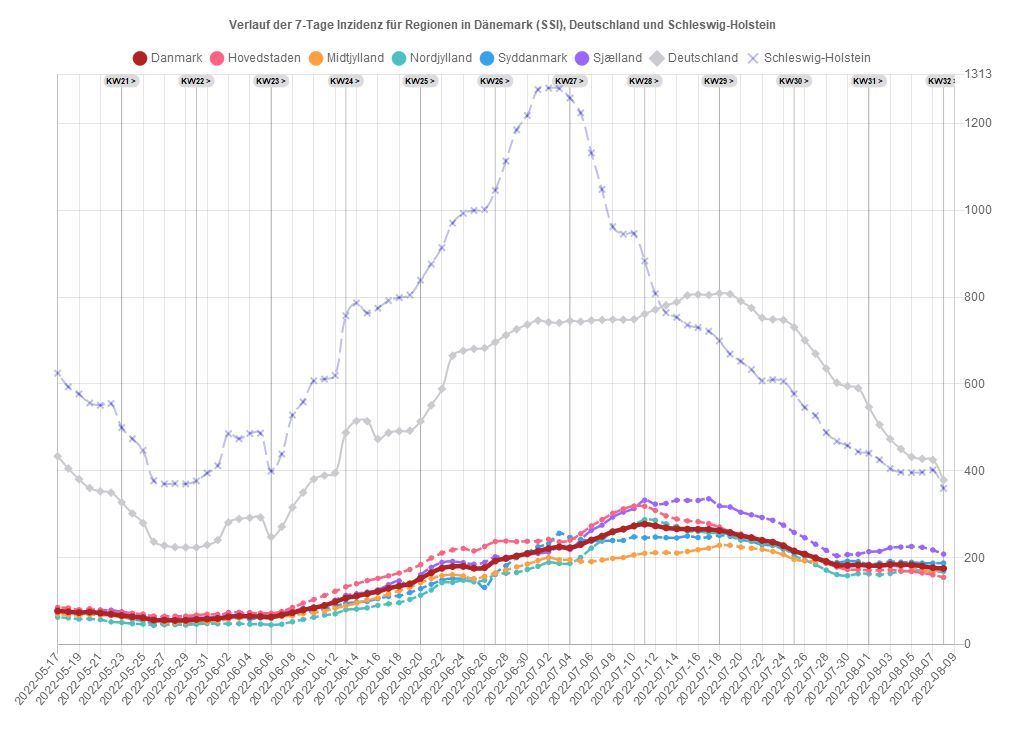 Verlauf der 7-Tage Inzidenz für Regionen in Dänemark (SSI), Deutschland und Schleswig-Holstein
Danmark Hovedstaden Midtjylland Nordjylland Syddanmark Sjælland Deutschland Schleswig-Holstein
KW21 > KW22 > KW23 > KW24 > KW25 > KW26 > KW27 > KW28 > KW29 > KW30 > KW31 > KW32 >
1313
1200
1000
800
600
400
200
0
2022-05-17 2022-05-19 2022-05-21 2022-05-23 2022-05-25 2022-05-27 2022-05-29 2022-05-31 2022-06-02 2022-06-04 2022-06-06 2022-06-08 2022-06-10 2022-06-12 2022-06-14 2022-06-16 2022-06-18 2022-06-20 2022-06-22 2022-06-24 2022-06-26 2022-06-28 2022-06-30 2022-07-02 2022-07-04 2022-07-06 2022-07-08 2022-07-10 2022-07-12 2022-07-14 2022-07-16 2022-07-18 2022-07-20 2022-07-22 2022-07-24 2022-07-26 2022-07-28 2022-07-30 2022-08-01 2022-08-03 2022-08-05 2022-08-07 2022-08-09